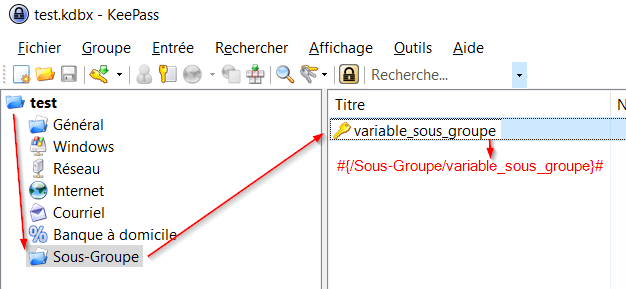 test.kdbx - KeePass
Fichier Groupe Entrée Rechercher Affichage Outils Aide
Recherche...
test
Général
Windows
Réseau
Internet
Courriel
Banque à domicile
Sous-Groupe
Titre
N
variable_sous_groupe
#{/Sous-Groupe/variable_sous_groupe}#